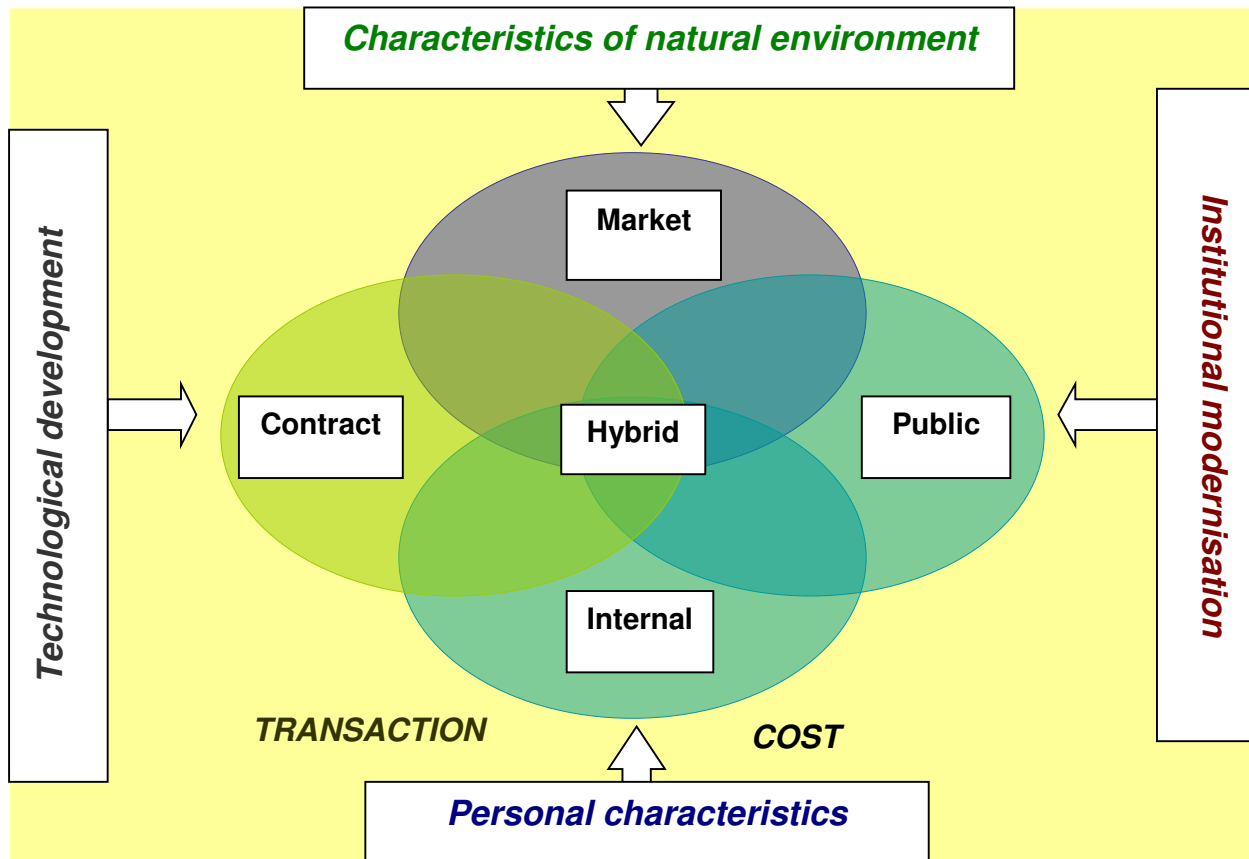 Characteristics of natural environment
Technological development
Institutional modernisation
Market
Contract
Hybrid
Public
Internal
TRANSACTION
COST
Personal characteristics